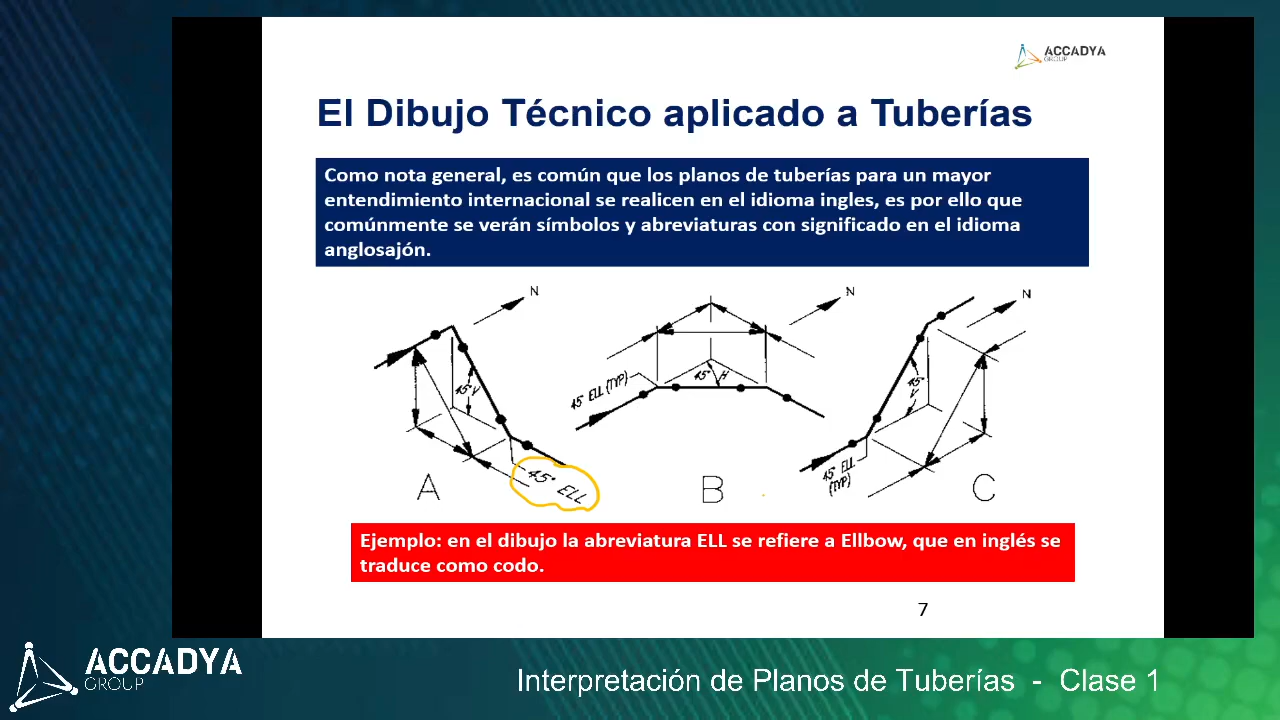 ACCADYA
GROUP
El Dibujo Técnico aplicado a Tuberías
Como nota general, es común que los planos de tuberías para un mayor
entendimiento internacional se realicen en el idioma ingles, es por ello que
comúnmente se verán símbolos y abreviaturas con significado en el idioma
anglosajón.
N
45° V
45° ELL
A
N
45° H
45° ELL (TYP)
B
N
45° V
45° ELL
(TYP)
C
Ejemplo: en el dibujo la abreviatura ELL se refiere a Ellbow, que en inglés se
traduce como codo.
7
ACCADYA
GROUP
Interpretación de Planos de Tuberías - Clase 1